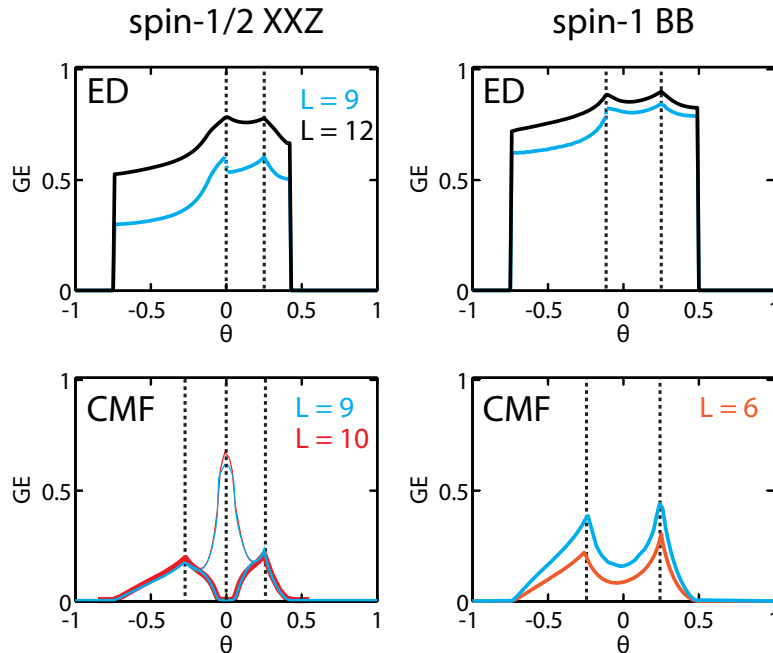 spin-1/2 XXZ
spin-1 BB
1
ED
L = 9
L = 12
GE
0.5
0
-1 -0.5 0 0.5 1
θ
1
ED
GE
0.5
0
-1 -0.5 0 0.5 1
θ
1
CMF
L = 9
L = 10
GE
0.5
0
-1 -0.5 0 0.5 1
θ
1
CMF
L = 6
GE
0.5
0
-1 -0.5 0 0.5 1
θ